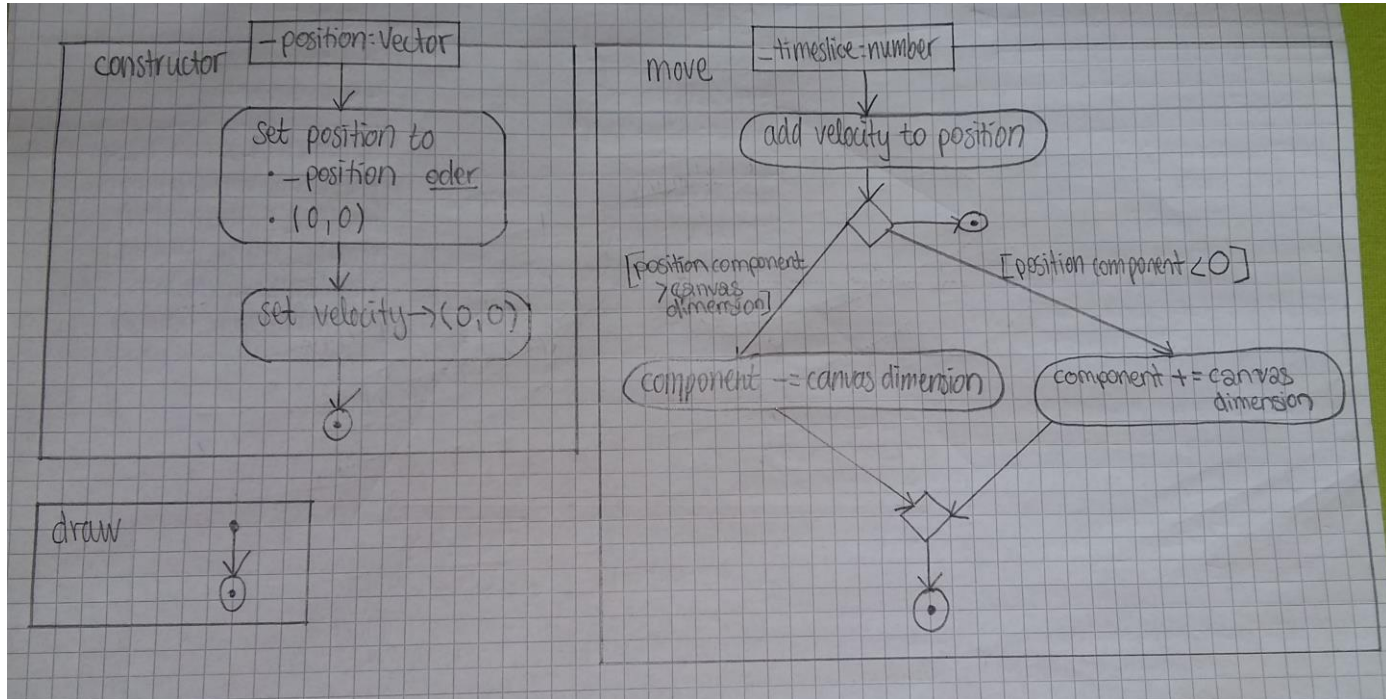 constructor
_position:Vector
set position to
• _position oder
• (0,0)
set velocity→(0,0)
draw
move
_timeslice:number
add velocity to position
[position component
>canvas
dimension]
[position component <0]
component -= canvas dimension
component += canvas
dimension